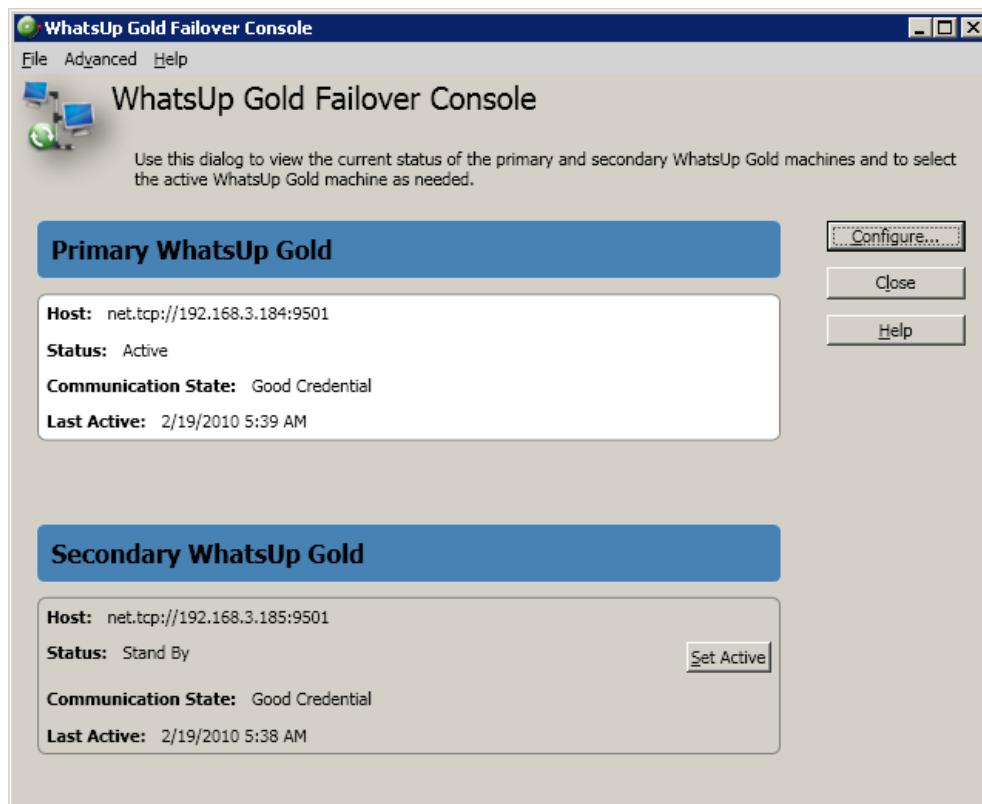 WhatsUp Gold Failover Console
File Advanced Help
WhatsUp Gold Failover Console
Use this dialog to view the current status of the primary and secondary WhatsUp Gold machines and to select
the active WhatsUp Gold machine as needed.
Primary WhatsUp Gold
Configure...
Close
Help
Host: net.tcp://192.168.3.184:9501
Status: Active
Communication State: Good Credential
Last Active: 2/19/2010 5:39 AM
Secondary WhatsUp Gold
Host: net.tcp://192.168.3.185:9501
Status: Stand By
Set Active
Communication State: Good Credential
Last Active: 2/19/2010 5:38 AM